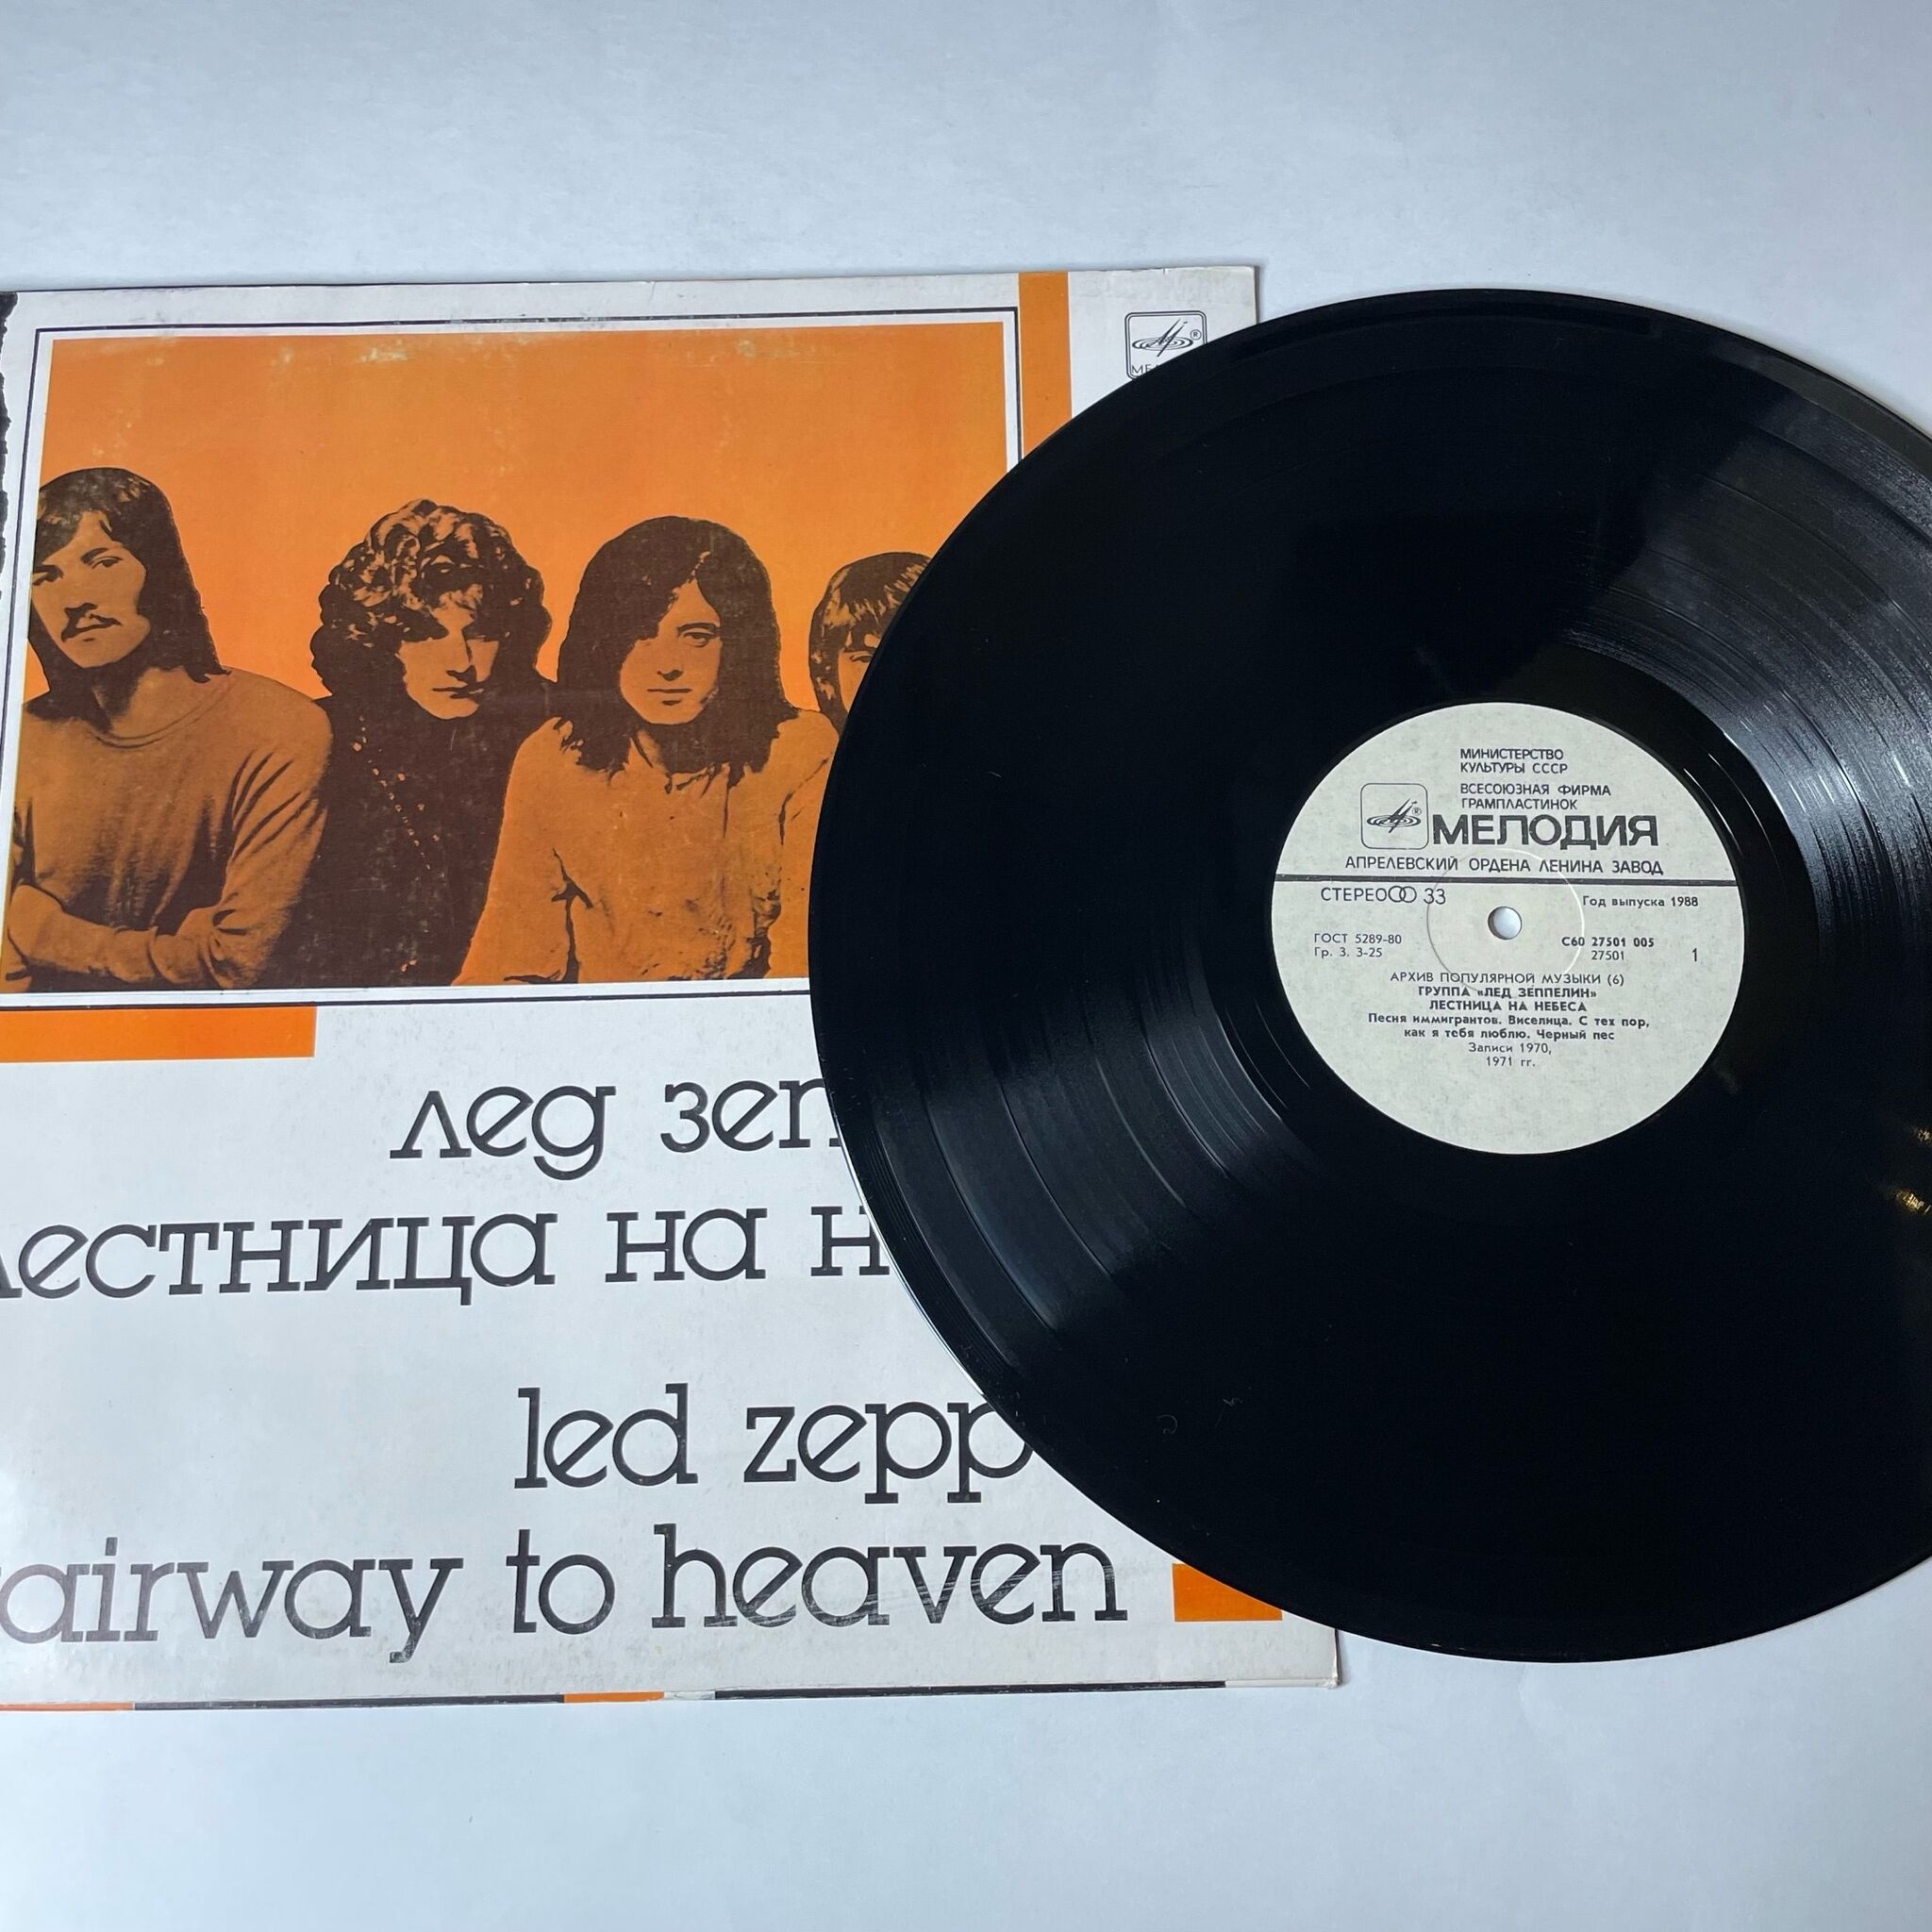 лед зеп
лестница на н
led zepp
airway to heaven
МИНИСТЕРСТВО
КУЛЬТУРЫ СССР
ВСЕСОЮЗНАЯ ФИРМА
ГРАМПЛАСТИНОК
МЕЛОДИЯ
АПРЕЛЕВСКИЙ ОРДЕНА ЛЕНИНА ЗАВОД
СТЕРЕО 33
Год выпуска 1988
ГОСТ 5289-80
Гр. 3. 3-25
С60 27501 005
27501
1
АРХИВ ПОПУЛЯРНОЙ МУЗЫКИ (6)
ГРУППА «ЛЕД ЗЕППЕЛИН»
ЛЕСТНИЦА НА НЕБЕСА
Песня иммигрантов. Виселица. С тех пор,
как я тебя люблю. Черный пес
Записи 1970,
1971 гг.